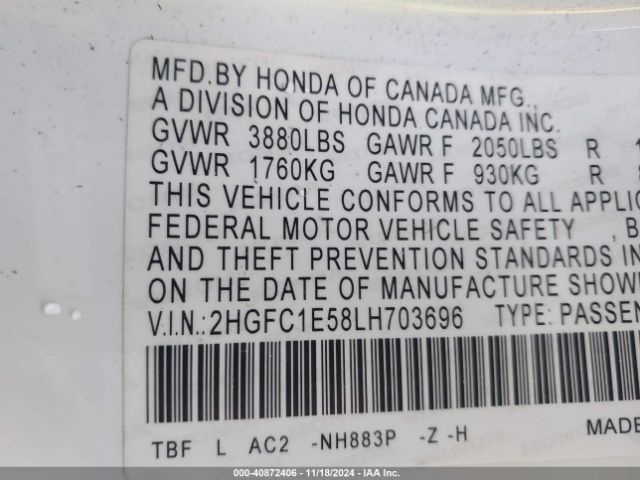 MFD.BY HONDA OF CANADA MFG.,
A DIVISION OF HONDA CANADA INC.
GVWR 3880LBS GAWR F 2050LBS R
GVWR 1760KG GAWR F 930KG R
THIS VEHICLE CONFORMS TO ALL APPLIC
FEDERAL MOTOR VEHICLE SAFETY , B
AND THEFT PREVENTION STANDARDS IN
ON THE DATE OF MANUFACTURE SHOW
V.I.N.:2HGFC1E58LH703696 TYPE: PASSEN
TBF L AC2 -NH883P -Z -H MADE
000-40872406 | 11/18/2024 | IAA Corp.